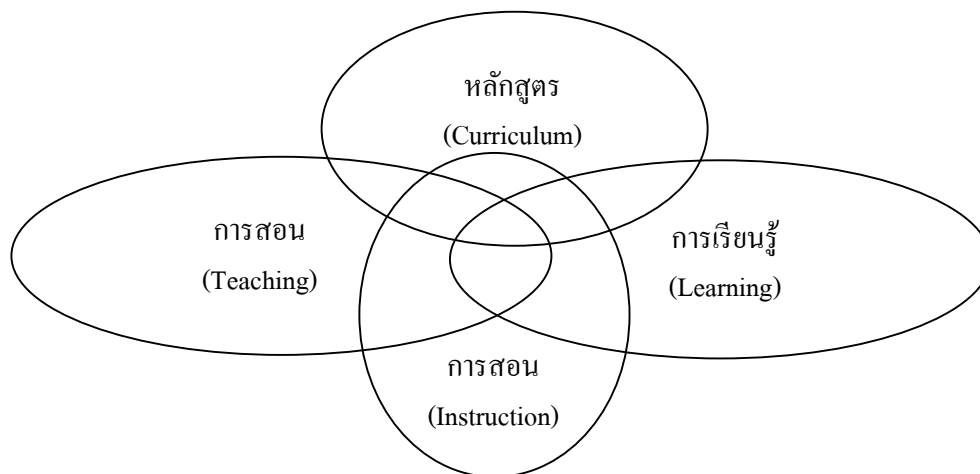 หลักสูตร
(Curriculum)
การสอน
(Teaching)
การเรียนรู้
(Learning)
การสอน
(Instruction)